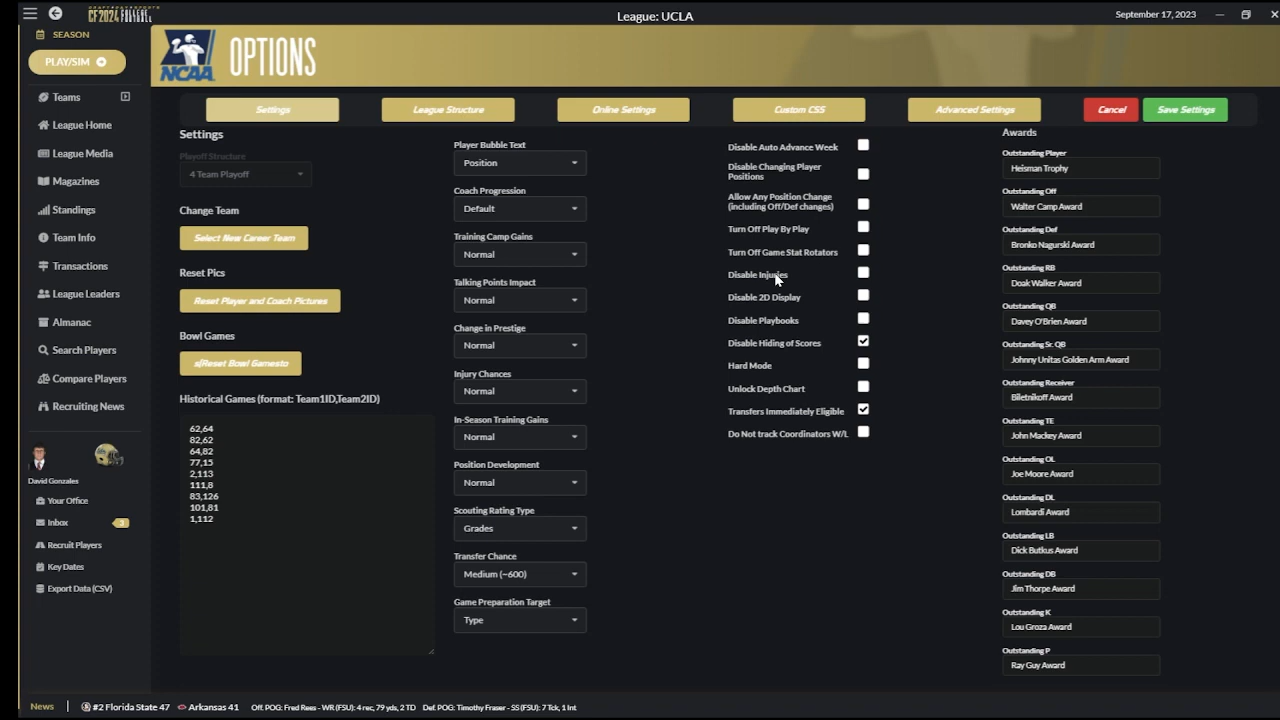 CF2024 COLLEGE FOOTBALL
League: UCLA
September 17, 2023
SEASON
PLAY/SIM
Teams
League Home
League Media
Magazines
Standings
Team Info
Transactions
League Leaders
Almanac
Search Players
Compare Players
Recruiting News
David Gonzales
Your Office
Inbox
3
Recruit Players
Key Dates
Export Data (CSV)
NCAA
OPTIONS
Settings
League Structure
Online Settings
Custom CSS
Advanced Settings
Cancel
Save Settings
Settings
Playoff Structure
4 Team Playoff
Change Team
Select New Career Team
Reset Pics
Reset Player and Coach Pictures
Bowl Games
s[Reset Bowl Gamesto
Historical Games (format: Team1ID,Team2ID)
62,64
82,62
64,82
77,15
2,113
111,8
83,126
101,81
1,112
Player Bubble Text
Position
Coach Progression
Default
Training Camp Gains
Normal
Talking Points Impact
Normal
Change in Prestige
Normal
Injury Chances
Normal
In-Season Training Gains
Normal
Position Development
Normal
Scouting Rating Type
Grades
Transfer Chance
Medium (~600)
Game Preparation Target
Type
Disable Auto Advance Week
Disable Changing Player
Positions
Allow Any Position Change
(including Off/Def changes)
Turn Off Play By Play
Turn Off Game Stat Rotators
Disable Injuries
Disable 2D Display
Disable Playbooks
Disable Hiding of Scores
Hard Mode
Unlock Depth Chart
Transfers Immediately Eligible
Do Not track Coordinators W/L
Awards
Outstanding Player
Heisman Trophy
Outstanding Off
Walter Camp Award
Outstanding Def
Bronko Nagurski Award
Outstanding RB
Doak Walker Award
Outstanding QB
Davey O'Brien Award
Outstanding Sr. QB
Johnny Unitas Golden Arm Award
Outstanding Receiver
Biletnikoff Award
Outstanding TE
John Mackey Award
Outstanding OL
Joe Moore Award
Outstanding DL
Lombardi Award
Outstanding LB
Dick Butkus Award
Outstanding DB
Jim Thorpe Award
Outstanding K
Lou Groza Award
Outstanding P
Ray Guy Award
News
#2 Florida State 47 Arkansas 41 Off. POG: Fred Rees - WR (FSU): 4 rec, 79 yds, 2 TD Def. POG: Timothy Fraser - SS (FSU): 7 Tck, 1 Int